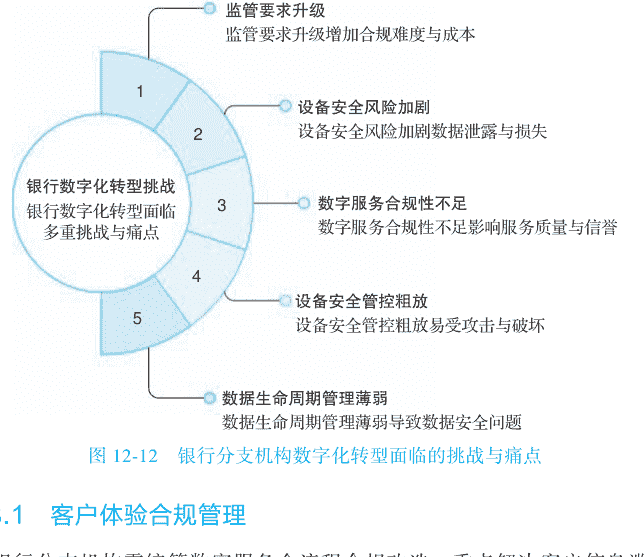 监管要求升级
监管要求升级增加合规难度与成本
1
设备安全风险加剧
设备安全风险加剧数据泄露与损失
2
银行数字化转型挑战
银行数字化转型面临
多重挑战与痛点
3
数字服务合规性不足
数字服务合规性不足影响服务质量与信誉
4
设备安全管控粗放
设备安全管控粗放易受攻击与破坏
5
数据生命周期管理薄弱
数据生命周期管理薄弱导致数据安全问题
图 12-12 银行分支机构数字化转型面临的挑战与痛点
.1 客户体验合规管理